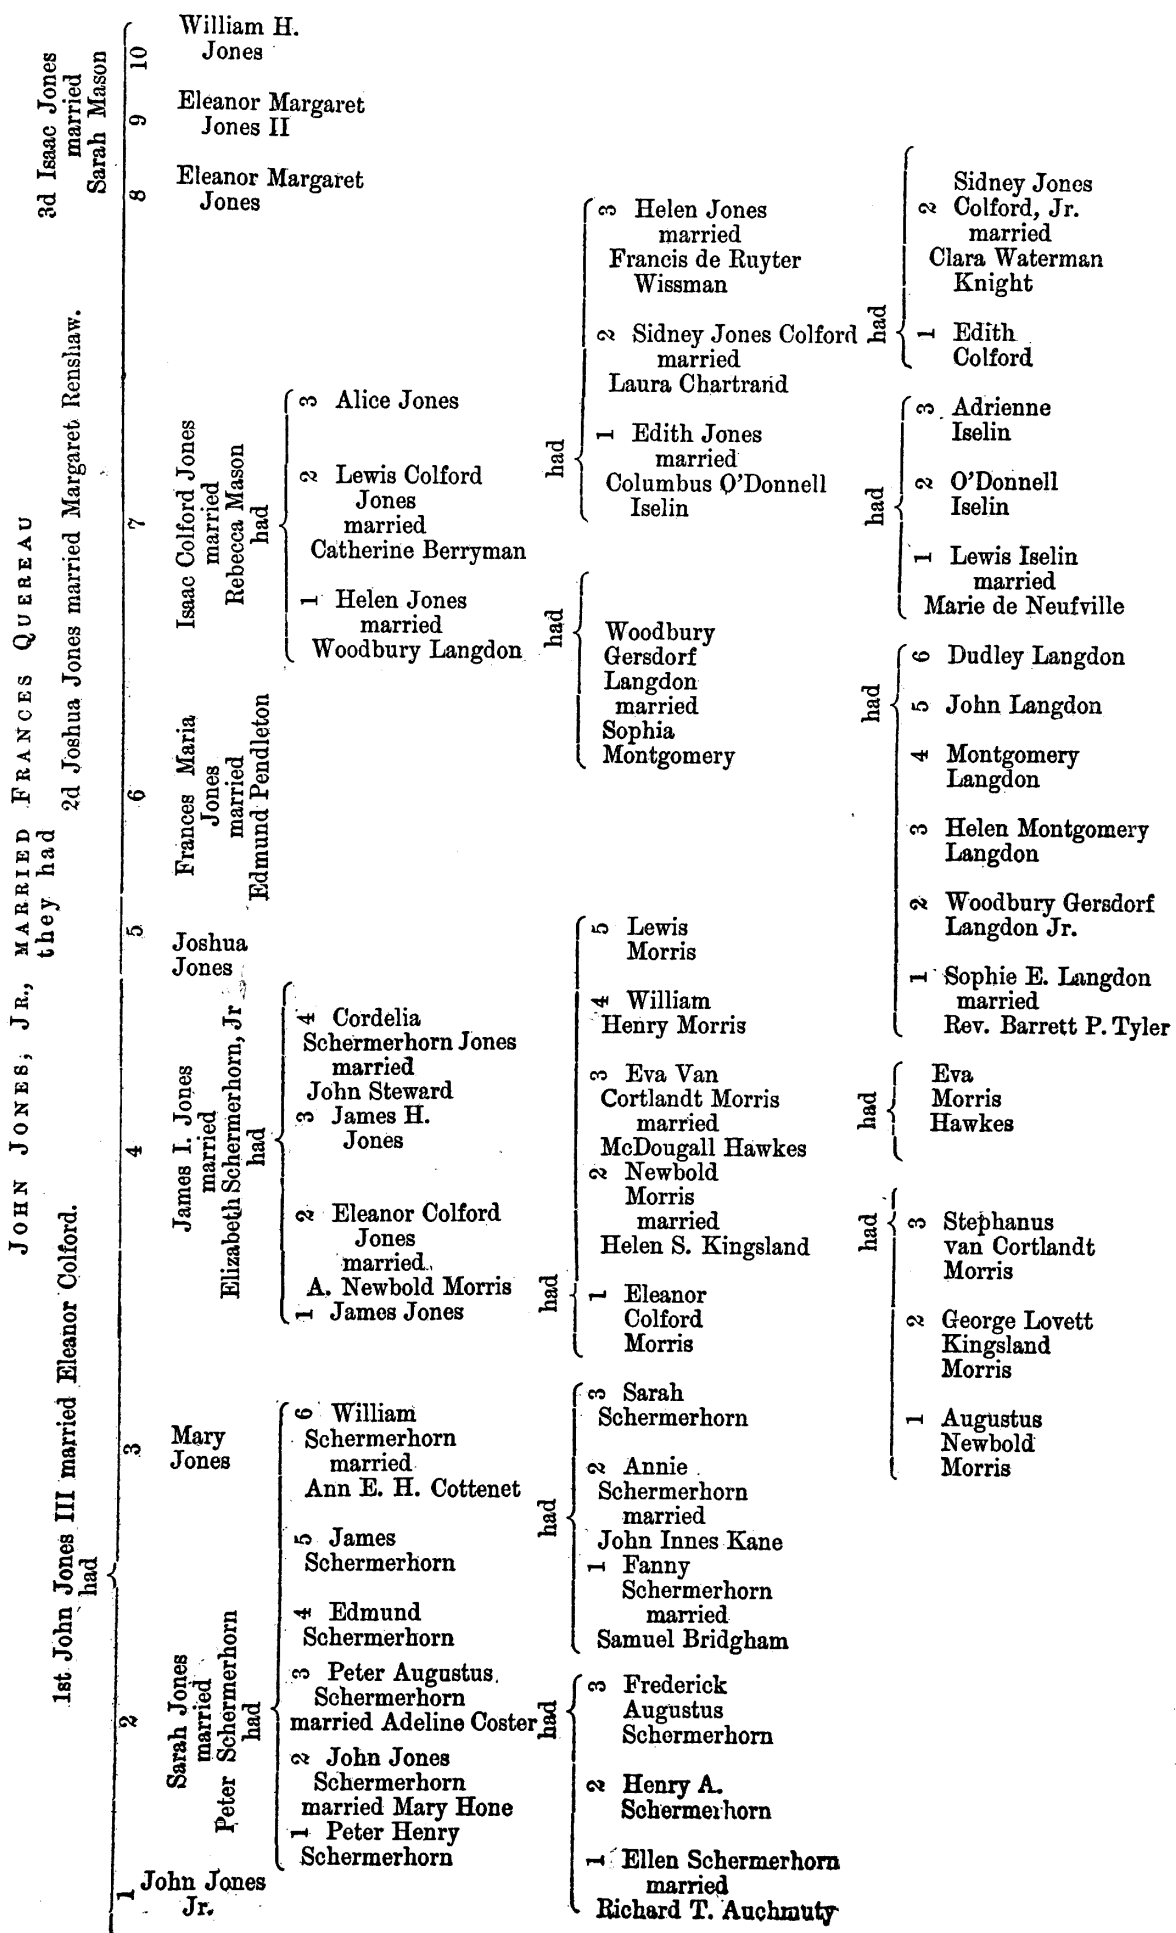 JOHN JONES, JR., MARRIED FRANCES QUEREAU
they had
1st John Jones III married Eleanor Colford.
2d Joshua Jones married Margaret Renshaw.
3d Isaac Jones
married
Sarah Mason
had
10
William H.
Jones
9
Eleanor Margaret
Jones II
8
Eleanor Margaret
Jones
7
Isaac Colford Jones
married
Rebecca Mason
had
3 Alice Jones
2 Lewis Colford
Jones
married
Catherine Berryman
1 Helen Jones
married
Woodbury Langdon
had
3 Helen Jones
married
Francis de Ruyter
Wissman
2 Sidney Jones Colford
married
Laura Chartrand
1 Edith Jones
married
Columbus O'Donnell
Iselin
had
Sidney Jones
2 Colford, Jr.
married
Clara Waterman
Knight
1 Edith
Colford
had
3 Adrienne
Iselin
2 O'Donnell
Iselin
1 Lewis Iselin
married
Marie de Neufville
had
Woodbury
Gersdorf
Langdon
married
Sophia
Montgomery
had
6 Dudley Langdon
5 John Langdon
4 Montgomery
Langdon
3 Helen Montgomery
Langdon
2 Woodbury Gersdorf
Langdon Jr.
1 Sophie E. Langdon
married
Rev. Barrett P. Tyler
6
Frances Maria
Jones
married
Edmund Pendleton
5
Joshua
Jones
4
James I. Jones
married
Elizabeth Schermerhorn, Jr
had
4 Cordelia
Schermerhorn Jones
married
John Steward
3 James H.
Jones
2 Eleanor Colford
Jones
married
A. Newbold Morris
1 James Jones
had
5 Lewis
Morris
4 William
Henry Morris
3 Eva Van
Cortlandt Morris
married
McDougall Hawkes
2 Newbold
Morris
married
Helen S. Kingsland
1 Eleanor
Colford
Morris
had
Eva
Morris
Hawkes
had
3 Stephanus
van Cortlandt
Morris
2 George Lovett
Kingsland
Morris
1 Augustus
Newbold
Morris
3
Mary
Jones
2
Sarah Jones
married
Peter Schermerhorn
had
6 William
Schermerhorn
married
Ann E. H. Cottenet
5 James
Schermerhorn
4 Edmund
Schermerhorn
3 Peter Augustus
Schermerhorn
married Adeline Coster
2 John Jones
Schermerhorn
married Mary Hone
1 Peter Henry
Schermerhorn
had
3 Sarah
Schermerhorn
2 Annie
Schermerhorn
married
John Innes Kane
1 Fanny
Schermerhorn
married
Samuel Bridgham
had
3 Frederick
Augustus
Schermerhorn
2 Henry A.
Schermerhorn
1 Ellen Schermerhorn
married
Richard T. Auchmuty
1
John Jones
Jr.